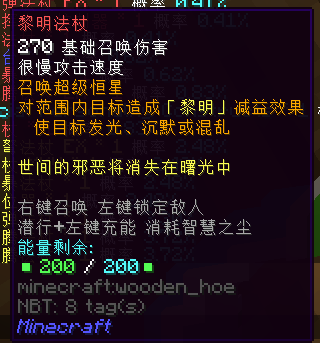 黎明法杖
270 基础召唤伤害
很慢攻击速度
召唤超级恒星
对范围内目标造成「黎明」减益效果
使目标发光、沉默或混乱
世间的邪恶将消失在曙光中
右键召唤 左键锁定敌人
潜行+左键充能 消耗智慧之尘
能量剩余:
▪ 200 / 200 ▪
minecraft:wooden_hoe
NBT: 8 tag(s)
Minecraft